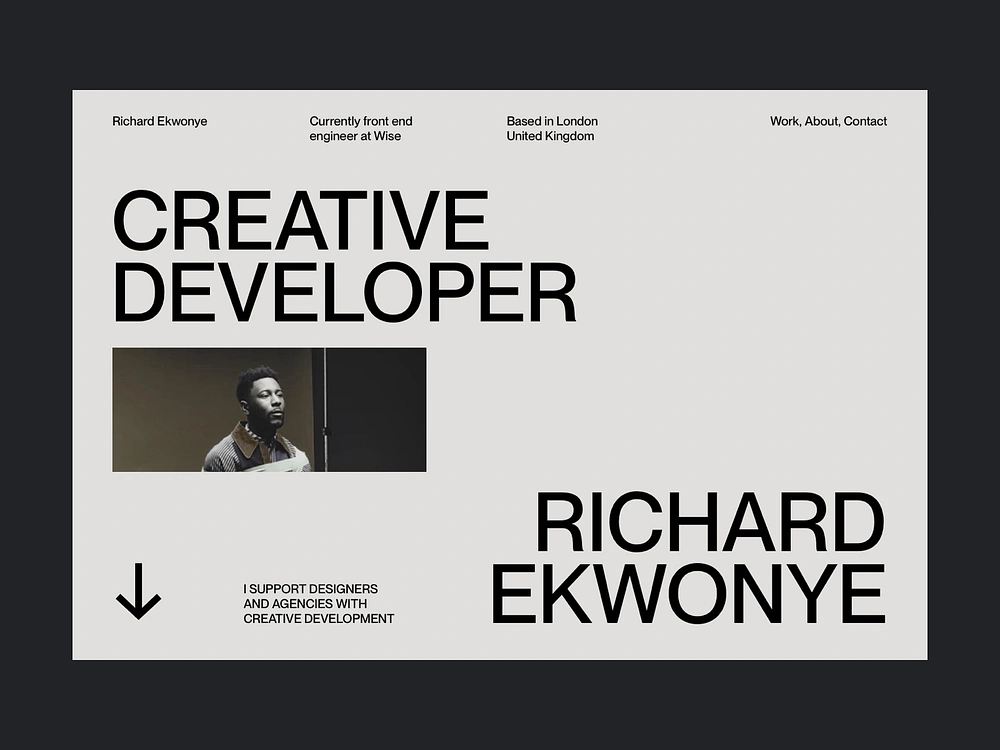 Richard Ekwonye
Currently front end
engineer at Wise
Based in London
United Kingdom
Work, About, Contact
CREATIVE
DEVELOPER
RICHARD
EKWONYE
I SUPPORT DESIGNERS
AND AGENCIES WITH
CREATIVE DEVELOPMENT